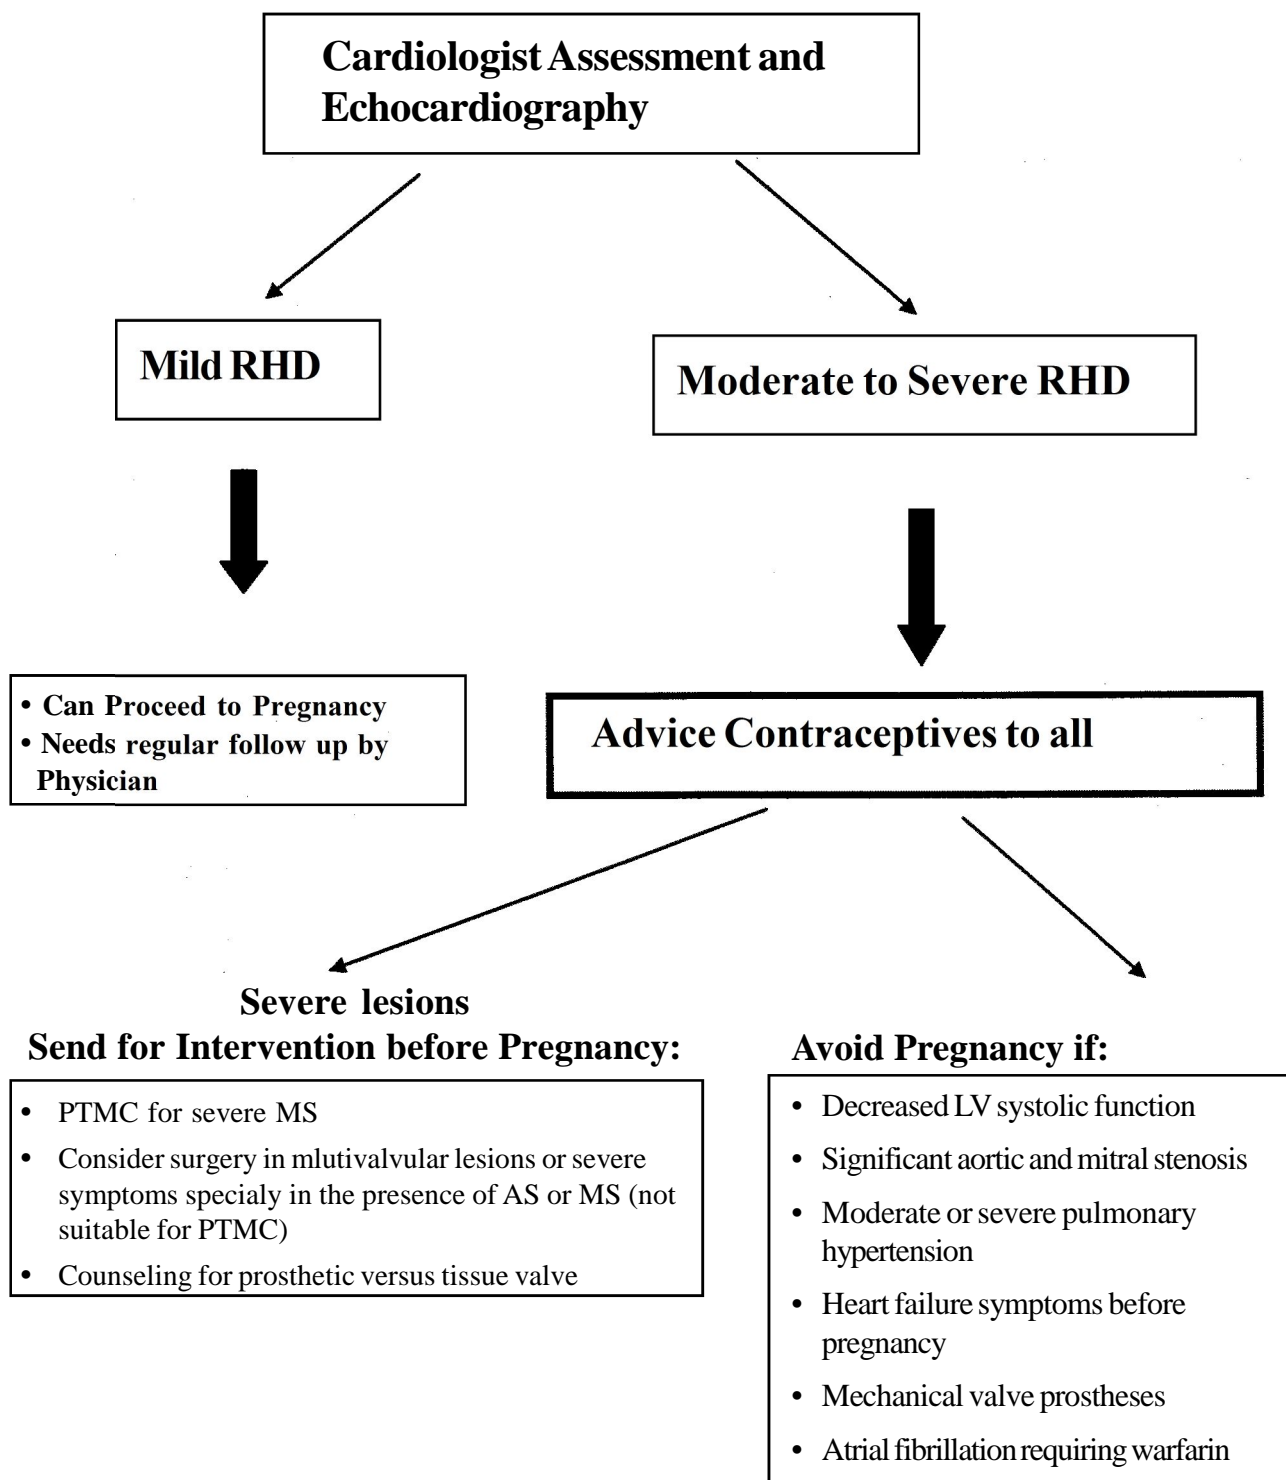 Cardiologist Assessment and
Echocardiography
Mild RHD
Moderate to Severe RHD
• Can Proceed to Pregnancy
• Needs regular follow up by
Physician
Advice Contraceptives to all
Severe lesions
Send for Intervention before Pregnancy:
• PTMC for severe MS
• Consider surgery in mlutivalvular lesions or severe
symptoms specialy in the presence of AS or MS (not
suitable for PTMC)
• Counseling for prosthetic versus tissue valve
Avoid Pregnancy if:
• Decreased LV systolic function
• Significant aortic and mitral stenosis
• Moderate or severe pulmonary
hypertension
• Heart failure symptoms before
pregnancy
• Mechanical valve prostheses
• Atrial fibrillation requiring warfarin